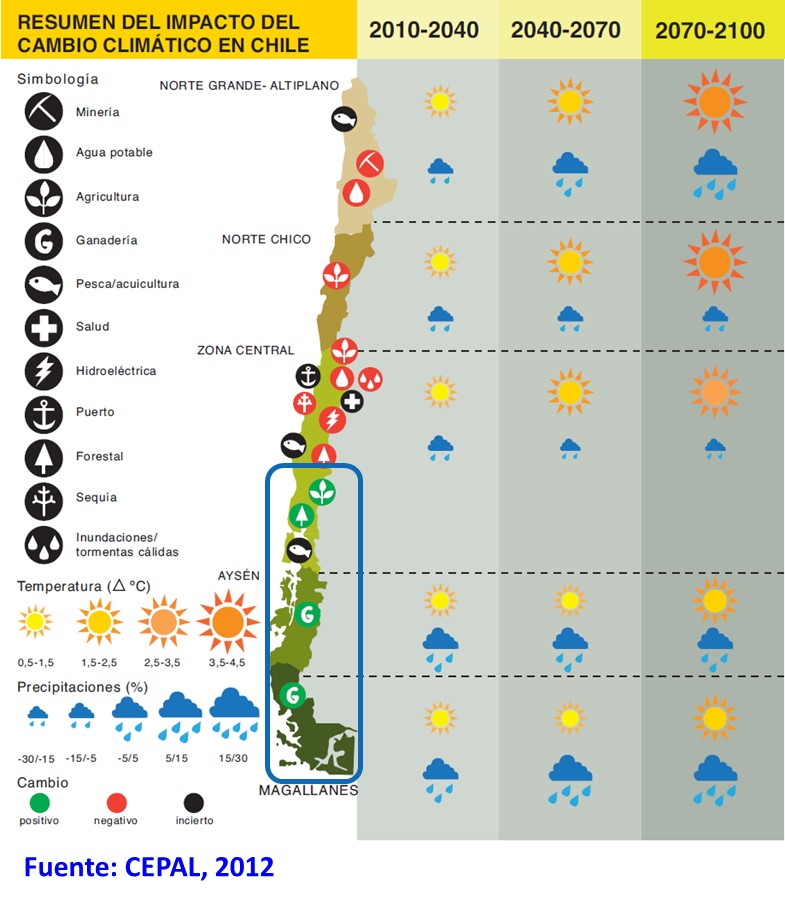 RESUMEN DEL IMPACTO DEL
CAMBIO CLIMÁTICO EN CHILE
2010-2040
2040-2070
2070-2100
Simbología
Minería
Agua potable
Agricultura
Ganadería
Pesca/acuicultura
Salud
Hidroeléctrica
Puerto
Forestal
Sequía
Inundaciones/
tormentas cálidas
NORTE GRANDE- ALTIPLANO
NORTE CHICO
ZONA CENTRAL
AYSÉN
G
G
G
MAGALLANES
Temperatura (△ °C)
0,5-1,5
1,5-2,5
2,5-3,5
3,5-4,5
Precipitaciones (%)
-30/-15
-15/-5
-5/5
5/15
15/30
Cambio
positivo
negativo
incierto
Fuente: CEPAL, 2012